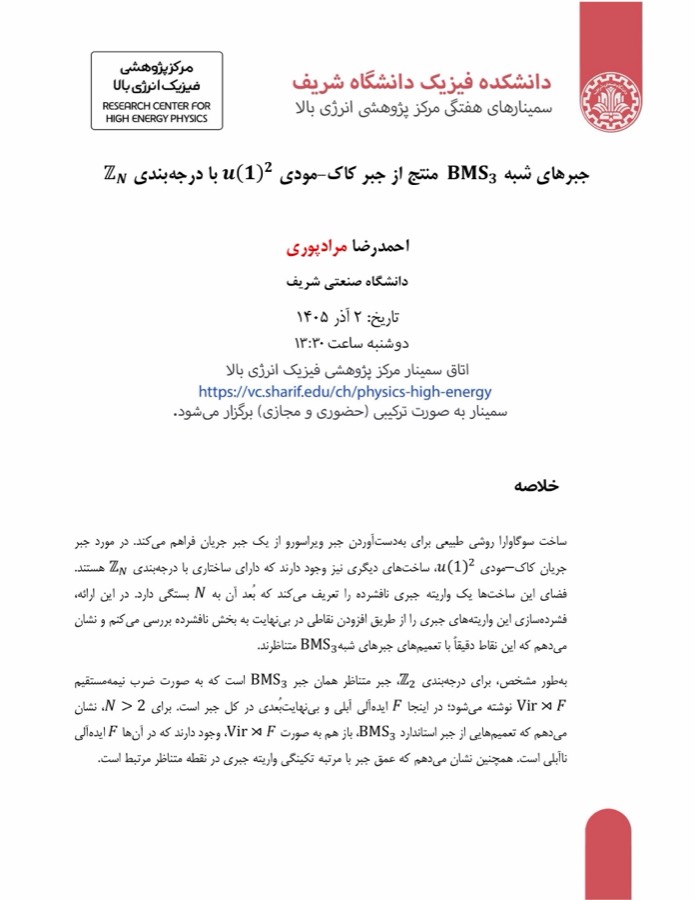 مرکز پژوهشی
فیزیک انرژی بالا
RESEARCH CENTER FOR
HIGH ENERGY PHYSICS
دانشکده فیزیک دانشگاه شریف
سمینارهای هفتگی مرکز پژوهشی انرژی بالا
جبرهای شبه BMS₃ منتج از جبر کاک–مودی u(1)² با درجه‌بندی ℤ_N
احمدرضا مرادپوری
دانشگاه صنعتی شریف
تاریخ: ۲ آذر ۱۴۰۵
دوشنبه ساعت ۱۳:۳۰
اتاق سمینار مرکز پژوهشی فیزیک انرژی بالا
https://vc.sharif.edu/ch/physics-high-energy
سمینار به صورت ترکیبی (حضوری و مجازی) برگزار می‌شود.
خلاصه
ساخت سوگاوارا روشی طبیعی برای به‌دست‌آوردن جبر ویراسورو از یک جبر جریان فراهم می‌کند. در مورد جبر
جریان کاک–مودی u(1)²، ساخت‌های دیگری نیز وجود دارند که دارای ساختاری با درجه‌بندی ℤ_N هستند.
فضای این ساخت‌ها یک واریته جبری نافشرده را تعریف می‌کند که بُعد آن به N بستگی دارد. در این ارائه،
فشرده‌سازی این واریته‌های جبری را از طریق افزودن نقاطی در بی‌نهایت به بخش نافشرده بررسی می‌کنم و نشان
می‌دهم که این نقاط دقیقاً با تعمیم‌های جبرهای شبه BMS₃ متناظرند.
به‌طور مشخص، برای درجه‌بندی ℤ₂، جبر متناظر همان جبر BMS₃ است که به صورت ضرب نیمه‌مستقیم
Vir ⋊ F نوشته می‌شود؛ در اینجا F ایده‌آلی آبلی و بی‌نهایت‌بُعدی در کل جبر است. برای N > 2، نشان
می‌دهم که تعمیم‌هایی از جبر استاندارد BMS₃، باز هم به صورت Vir ⋊ F، وجود دارند که در آن‌ها F ایده‌آلی
ناآبلی است. همچنین نشان می‌دهم که عمق جبر با مرتبه تکینگی واریته جبری در نقطه متناظر مرتبط است.